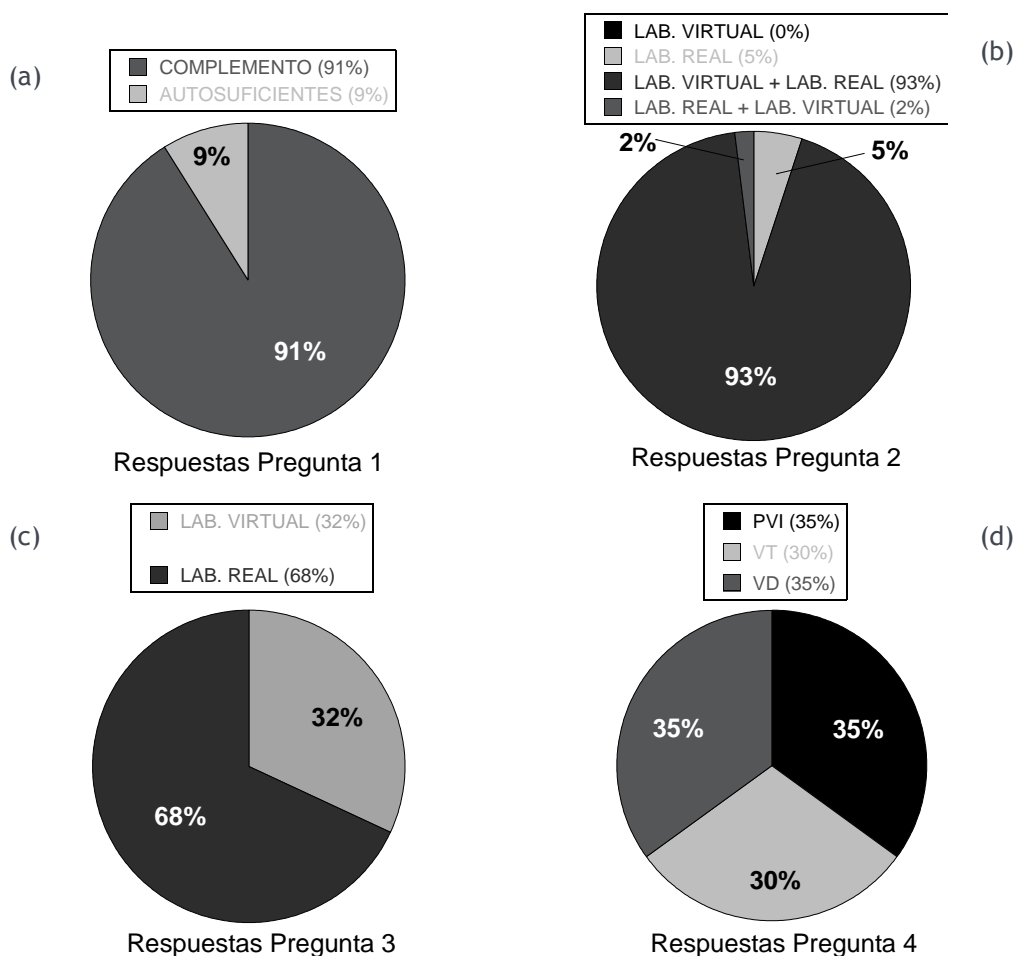 (a)
COMPLEMENTO (91%)
AUTOSUFICIENTES (9%)
9%
91%
Respuestas Pregunta 1
(b)
LAB. VIRTUAL (0%)
LAB. REAL (5%)
LAB. VIRTUAL + LAB. REAL (93%)
LAB. REAL + LAB. VIRTUAL (2%)
2%
5%
93%
Respuestas Pregunta 2
(c)
LAB. VIRTUAL (32%)
LAB. REAL (68%)
32%
68%
Respuestas Pregunta 3
(d)
PVI (35%)
VT (30%)
VD (35%)
35%
35%
30%
Respuestas Pregunta 4